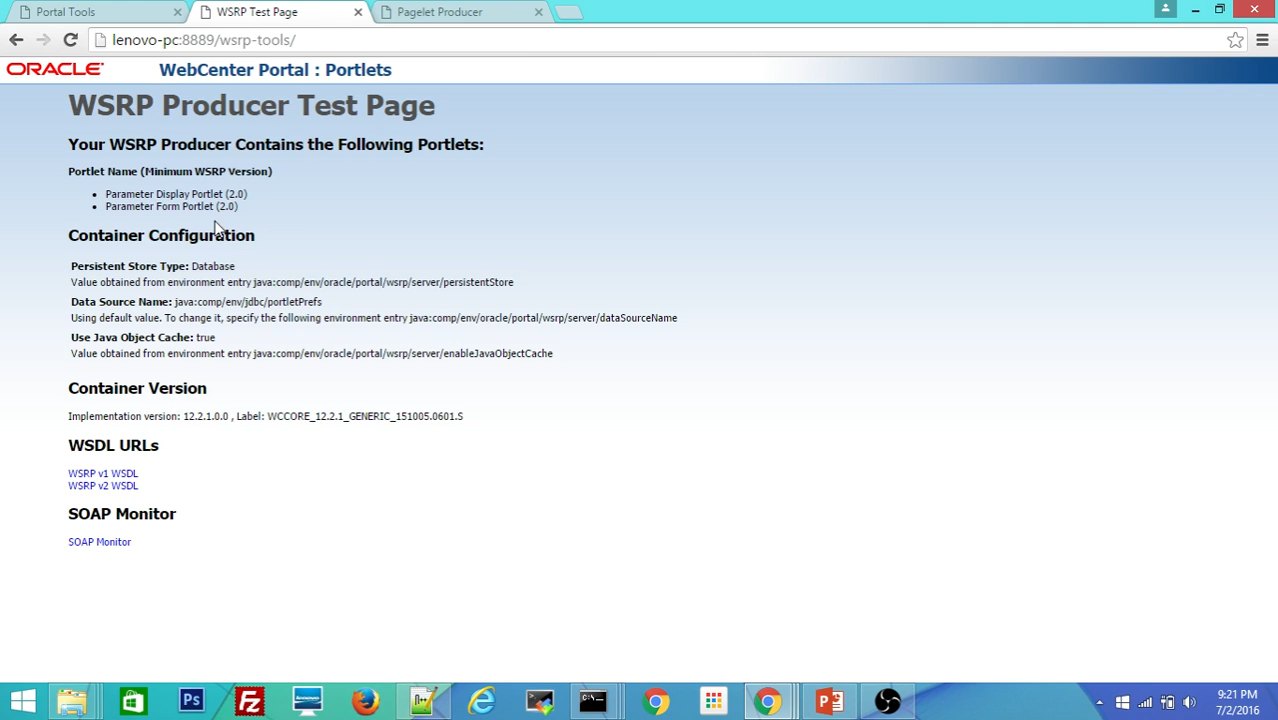 Portal Tools
WSRP Test Page
Pagelet Producer
lenovo-pc:8889/wsrp-tools/
ORACLE
WebCenter Portal : Portlets
WSRP Producer Test Page
Your WSRP Producer Contains the Following Portlets:
Portlet Name (Minimum WSRP Version)
• Parameter Display Portlet (2.0)
• Parameter Form Portlet (2.0)
Container Configuration
Persistent Store Type: Database
Value obtained from environment entry java:comp/env/oracle/portal/wsrp/server/persistentStore
Data Source Name: java:comp/env/jdbc/portletPrefs
Using default value. To change it, specify the following environment entry java:comp/env/oracle/portal/wsrp/server/dataSourceName
Use Java Object Cache: true
Value obtained from environment entry java:comp/env/oracle/portal/wsrp/server/enableJavaObjectCache
Container Version
Implementation version: 12.2.1.0.0 , Label: WCCORE_12.2.1_GENERIC_151005.0601.S
WSDL URLs
WSRP v1 WSDL
WSRP v2 WSDL
SOAP Monitor
SOAP Monitor
Ps
Fz
9:21 PM
7/2/2016